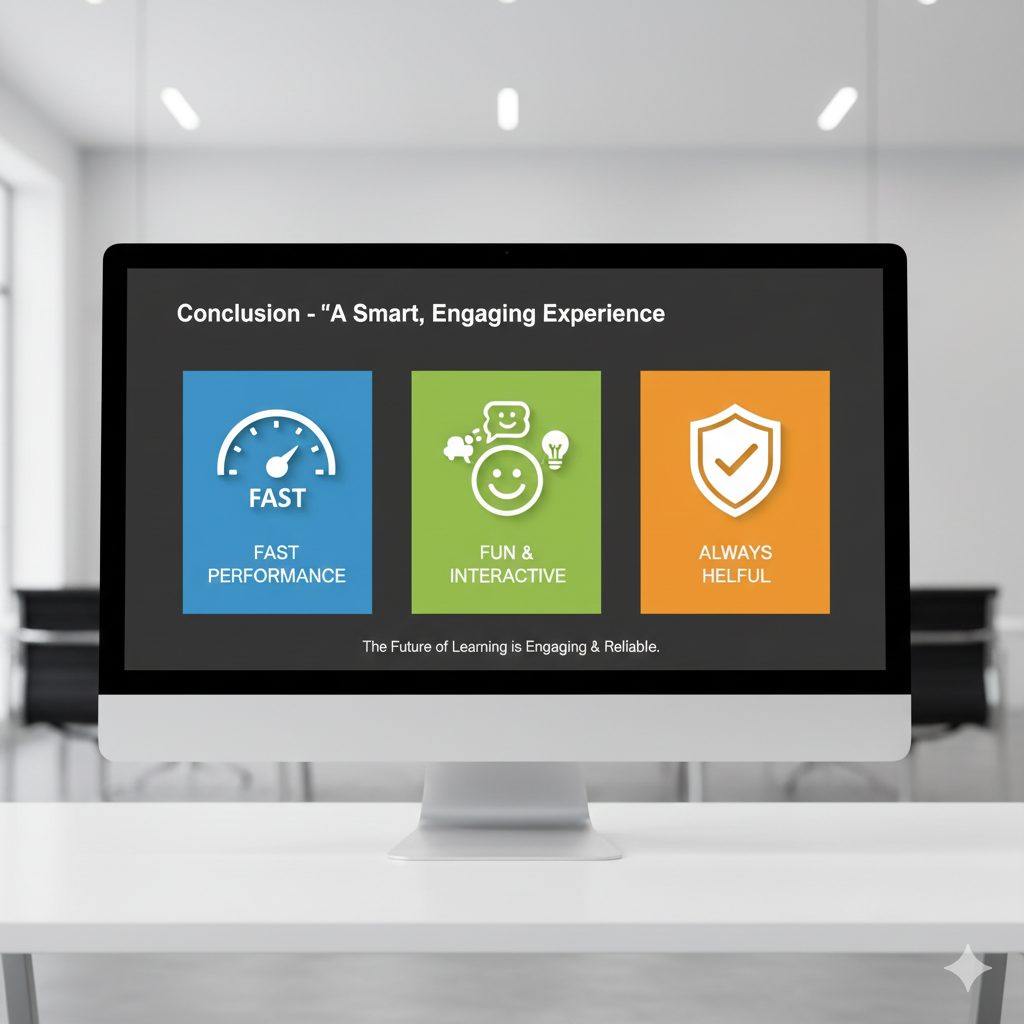 Conclusion - “A Smart, Engaging Experience
FAST
FAST
PERFORMANCE
FUN &
INTERACTIVE
ALWAYS
HELFUL
The Future of Learning is Engaging & Reliable.